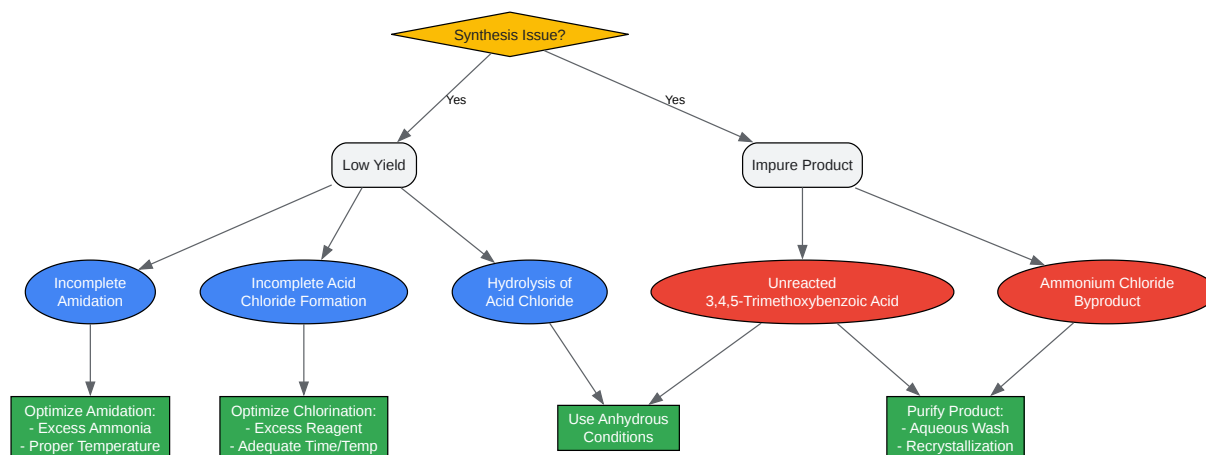 Synthesis Issue?
Yes
Yes
Low Yield
Impure Product
Incomplete
Amidation
Incomplete Acid
Chloride Formation
Hydrolysis of
Acid Chloride
Unreacted
3,4,5-Trimethoxybenzoic Acid
Ammonium Chloride
Byproduct
Optimize Amidation:
- Excess Ammonia
- Proper Temperature
Optimize Chlorination:
- Excess Reagent
- Adequate Time/Temp
Use Anhydrous
Conditions
Purify Product:
- Aqueous Wash
- Recrystallization